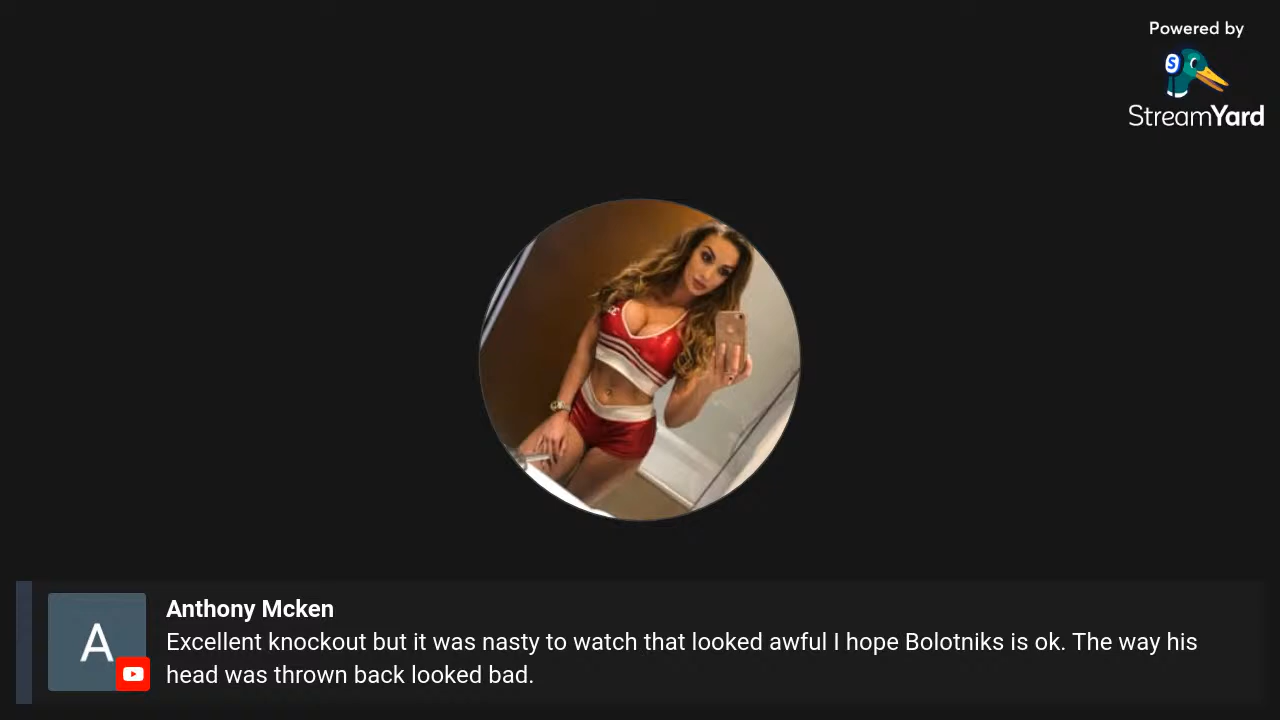 Powered by
S
StreamYard
Anthony Mcken
A
Excellent knockout but it was nasty to watch that looked awful I hope Bolotniks is ok. The way his
head was thrown back looked bad.